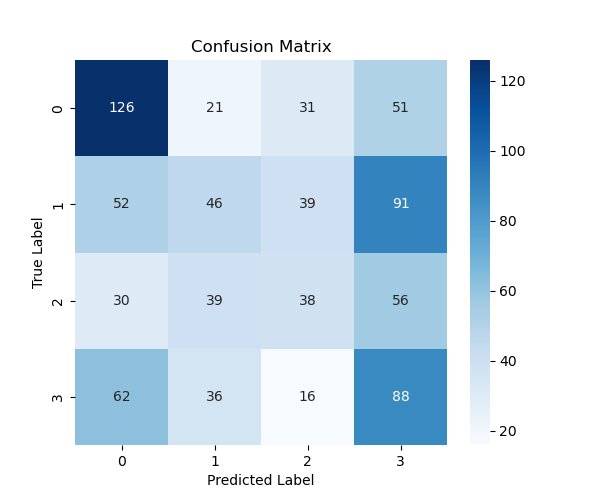 Confusion Matrix
True Label
0 126 21 31 51
1 52 46 39 91
2 30 39 38 56
3 62 36 16 88
0 1 2 3
Predicted Label
120
100
80
60
40
20